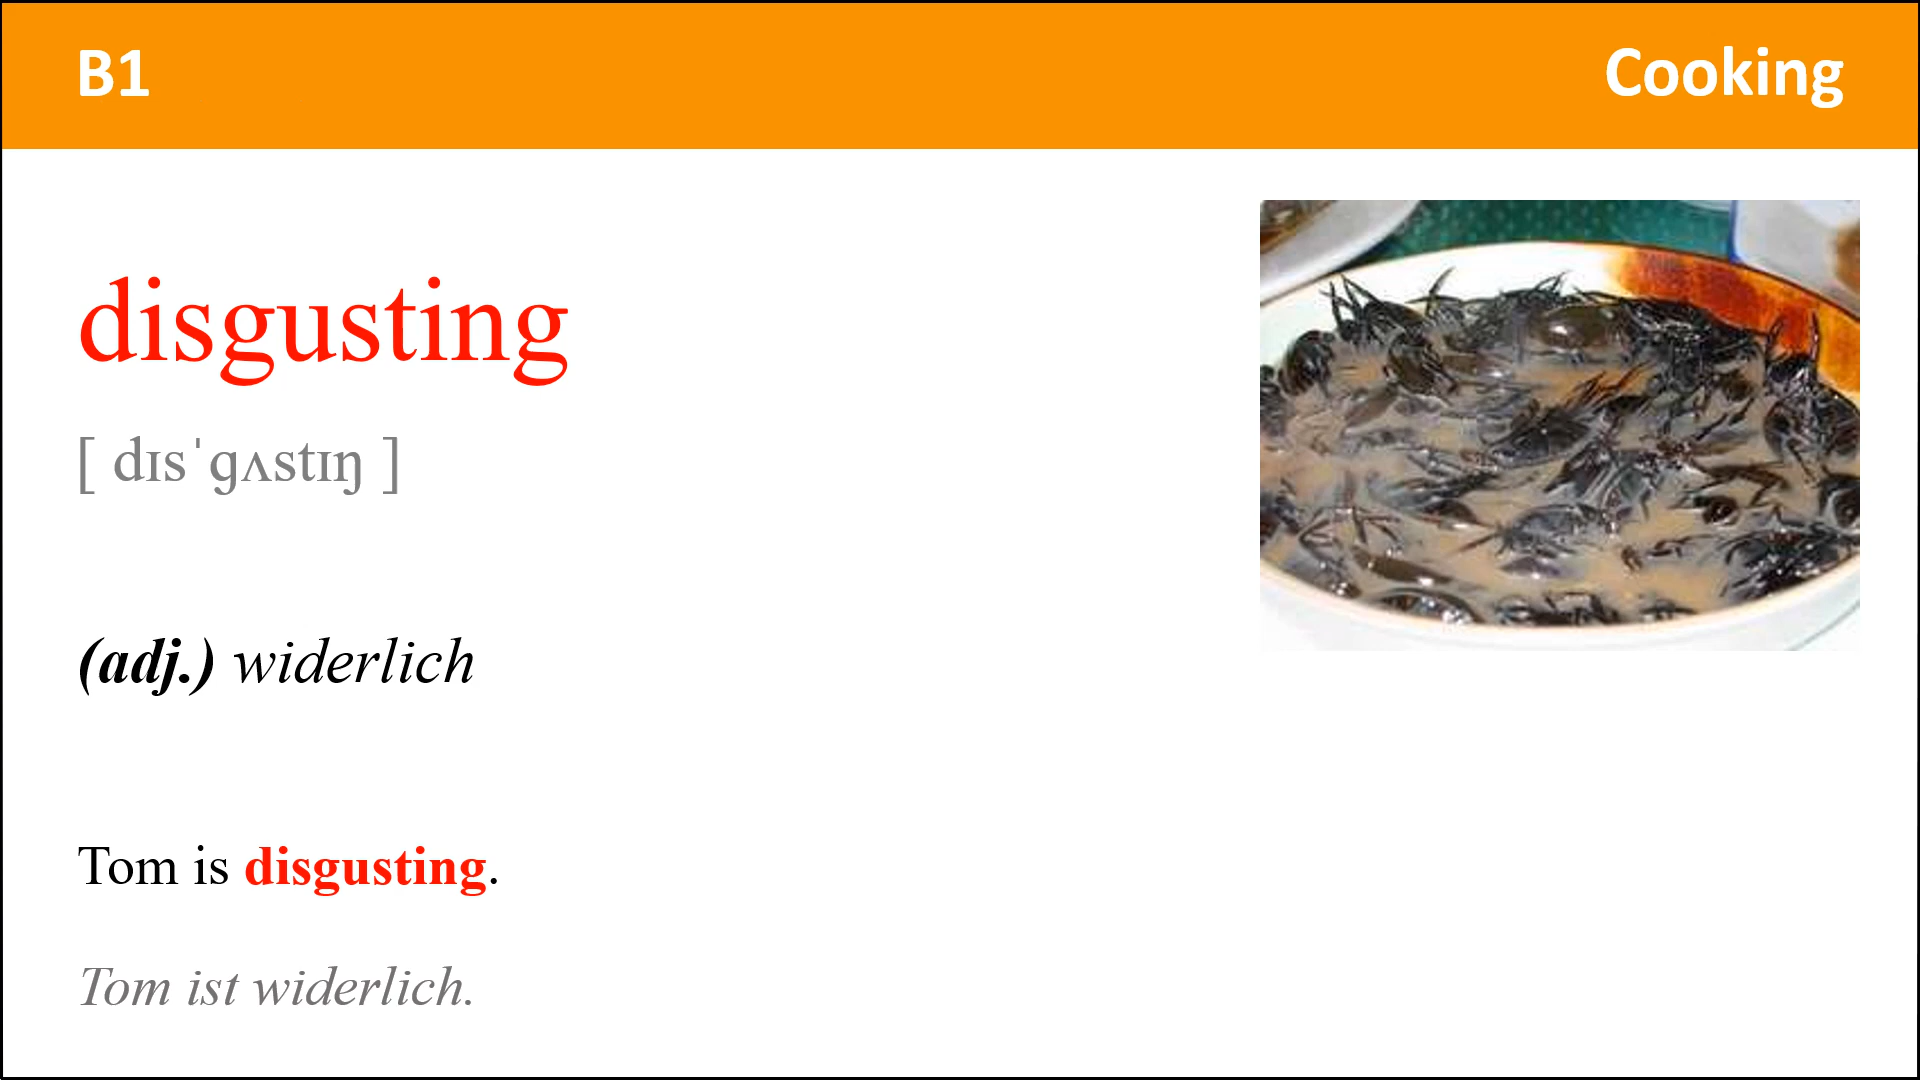 B1
Cooking
disgusting
[ dɪsˈɡʌstɪŋ ]
(adj.) widerlich
Tom is disgusting.
Tom ist widerlich.